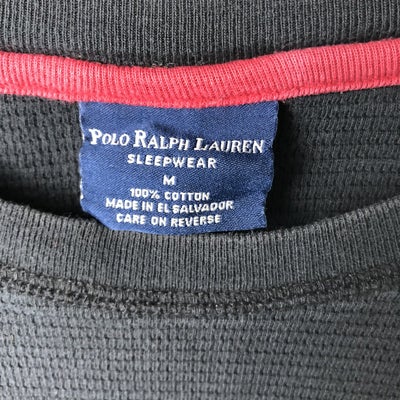 POLO RALPH LAUREN
SLEEPWEAR
M
100% COTTON
MADE IN EL SALVADOR
CARE ON REVERSE